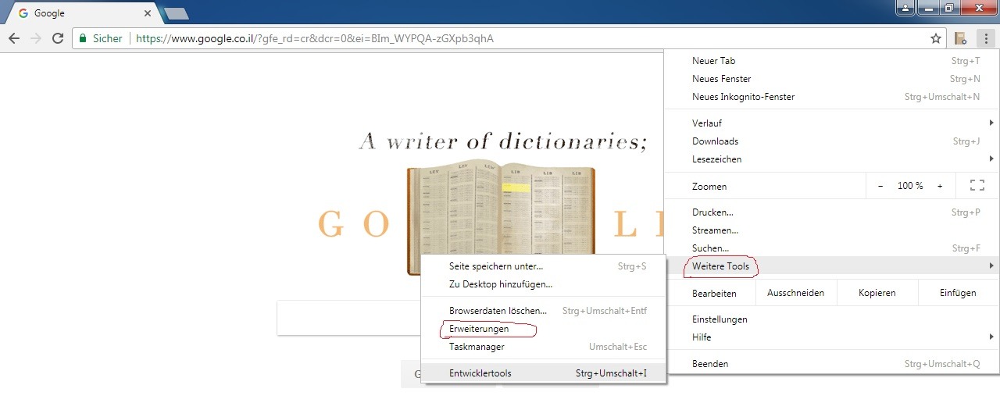 Google
Sicher https://www.google.co.il/?gfe_rd=cr&dcr=0&ei=BIm_WYPQA-zGXpb3qhA
Neuer Tab Strg+T
Neues Fenster Strg+N
Neues Inkognito-Fenster Strg+Umschalt+N
Verlauf
Downloads Strg+J
Lesezeichen
Zoomen − 100 % +
Drucken... Strg+P
Streamen...
Suchen... Strg+F
Weitere Tools
Bearbeiten Ausschneiden Kopieren Einfügen
Einstellungen
Hilfe
Beenden Strg+Umschalt+Q
A writer of dictionaries;
LEV LEV LEW LIB LIB LIB
G O L E
Seite speichern unter... Strg+S
Zu Desktop hinzufügen...
Browserdaten löschen... Strg+Umschalt+Entf
Erweiterungen
Taskmanager Umschalt+Esc
Entwicklertools Strg+Umschalt+I